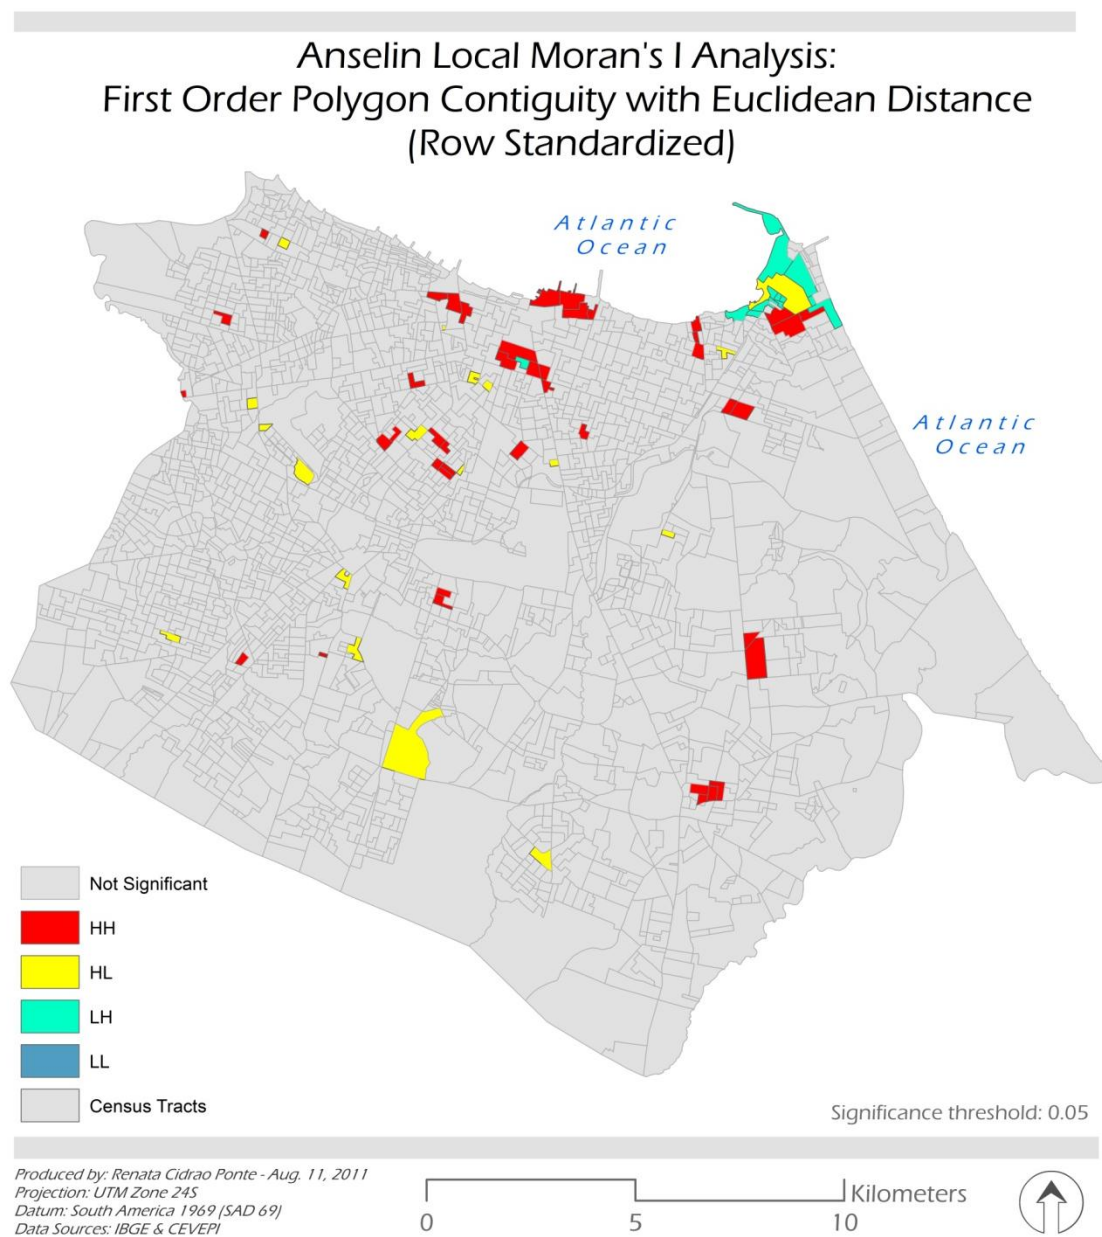 Anselin Local Moran's I Analysis:
First Order Polygon Contiguity with Euclidean Distance
(Row Standardized)
Atlantic
Ocean
Atlantic
Ocean
Not Significant
HH
HL
LH
LL
Census Tracts
Significance threshold: 0.05
Produced by: Renata Cidrao Ponte - Aug. 11, 2011
Projection: UTM Zone 24S
Datum: South America 1969 (SAD 69)
Data Sources: IBGE & CEVEPI
Kilometers
0 5 10